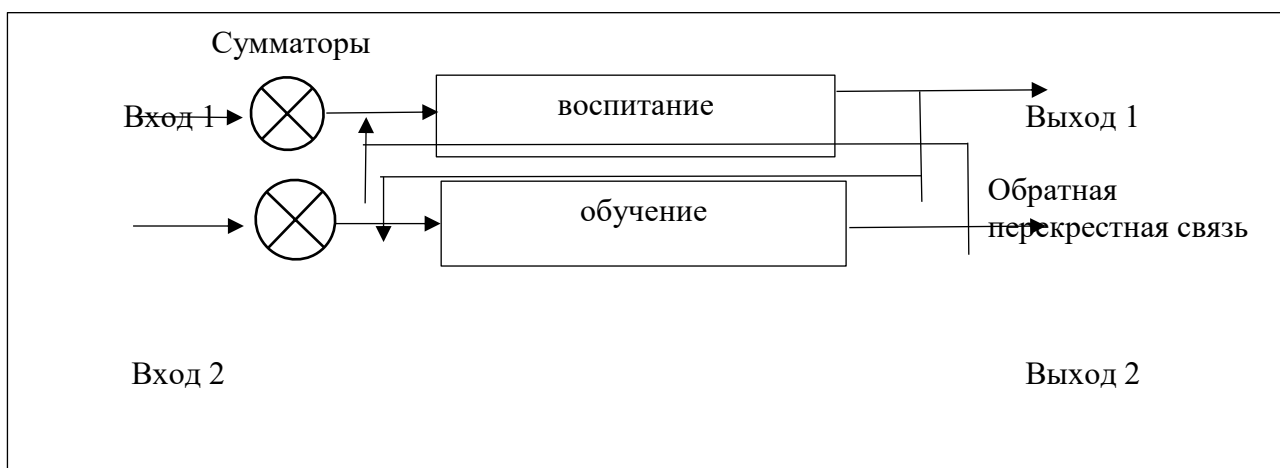 Сумматоры
воспитание
Вход 1
Выход 1
обучение
Обратная
перекрестная связь
Вход 2
Выход 2